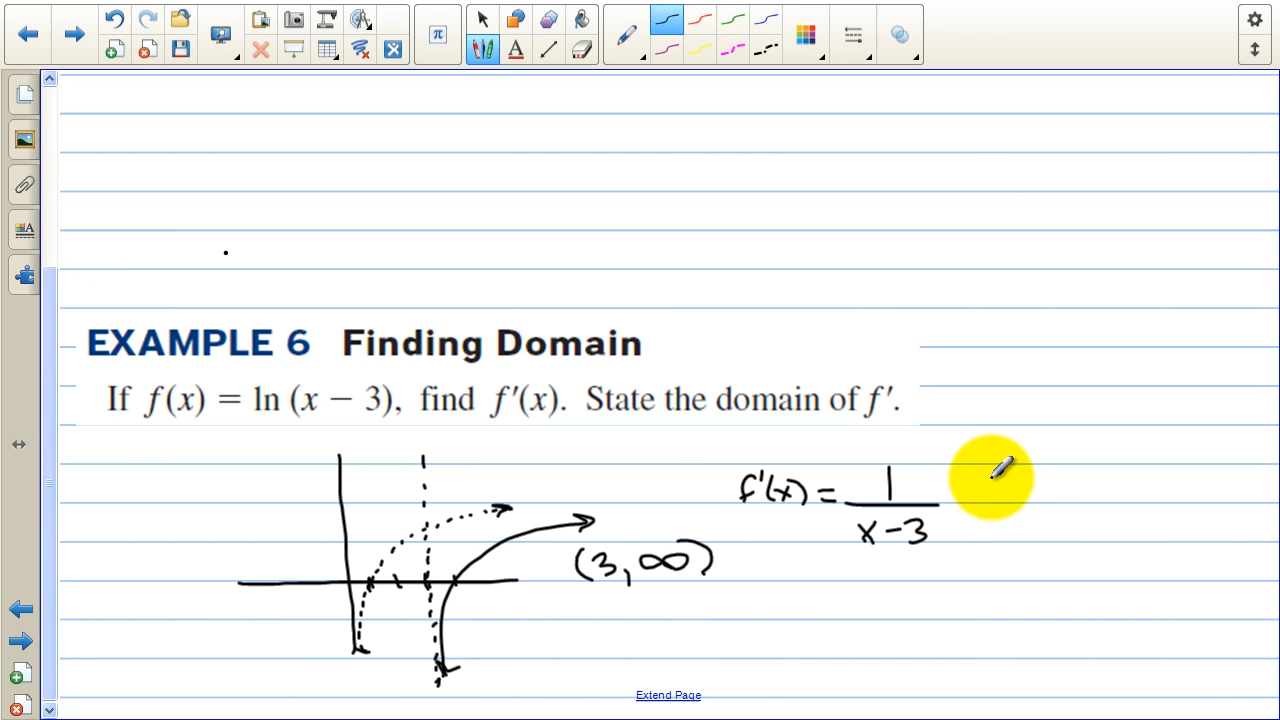 π
A
A
EXAMPLE 6 Finding Domain
If f(x) = ln (x − 3), find f′(x). State the domain of f′.
f'(x) = 1/(x-3)
(3, ∞)
Extend Page